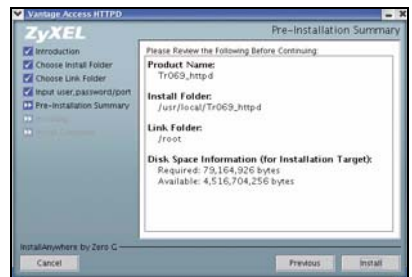 Vantage Access HTTPD
ZyXEL
Pre-Installation Summary
Introduction
Choose Install Folder
Choose Link Folder
Input user,password/port
Pre-Installation Summary
Please Review the Following Before Continuing:
Product Name:
Tr069_httpd
Install Folder:
/usr/local/Tr069_httpd
Link Folder:
/root
Disk Space Information (for Installation Target):
Required: 79,164,926 bytes
Available: 4,516,704,256 bytes
InstallAnywhere by Zero G
Cancel
Previous
Install